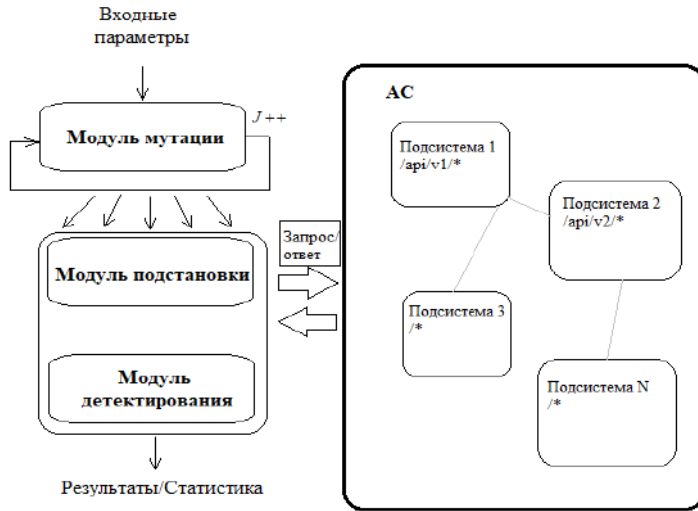 Входные
параметры
Модуль мутации
J++
Модуль подстановки
Модуль
детектирования
Результаты/Статистика
Запрос/
ответ
АС
Подсистема 1
/api/v1/*
Подсистема 2
/api/v2/*
Подсистема 3
/*
Подсистема N
/*